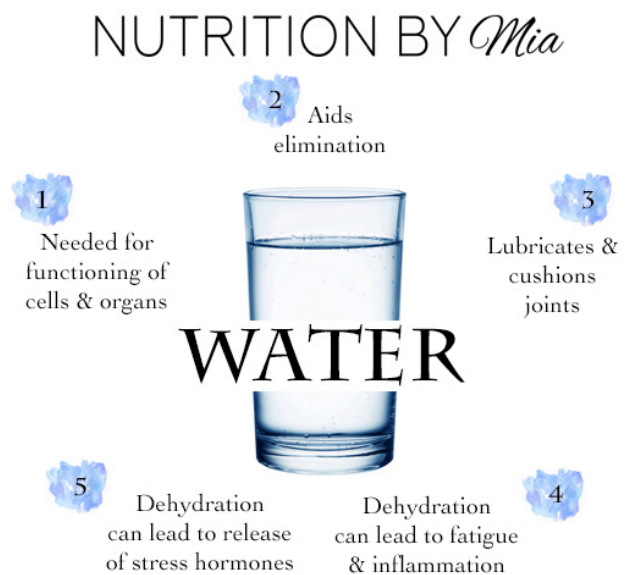 NUTRITION BY Mia
2
Aids
elimination
1
Needed for
functioning of
cells & organs
3
Lubricates &
cushions
joints
WATER
5
Dehydration
can lead to release
of stress hormones
4
Dehydration
can lead to fatigue
& inflammation